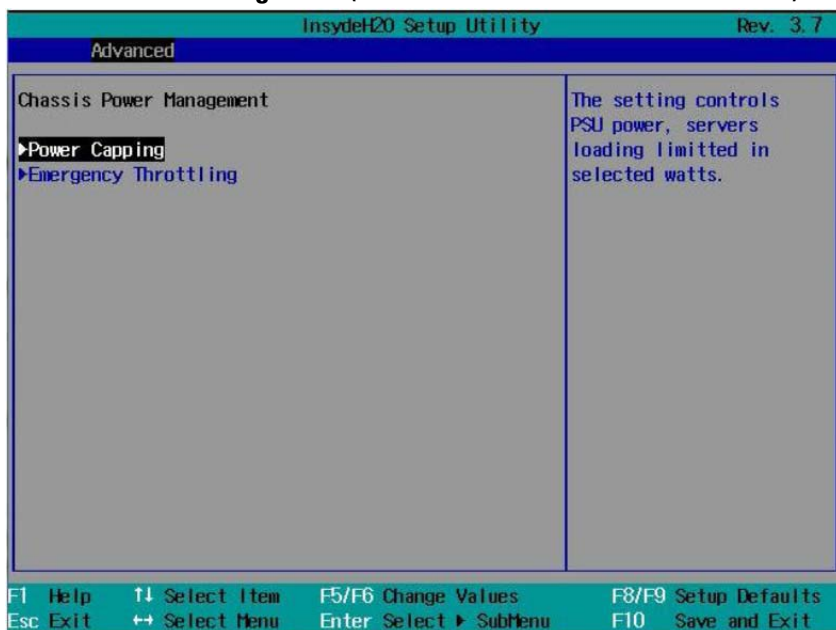 InsydeH2O Setup Utility Rev. 3.7
Advanced
Chassis Power Management
▶Power Capping
▶Emergency Throttling
The setting controls
PSU power, servers
loading limitted in
selected watts.
F1 Help ↑↓ Select Item F5/F6 Change Values F8/F9 Setup Defaults
Esc Exit ↔ Select Menu Enter Select ▶ SubMenu F10 Save and Exit